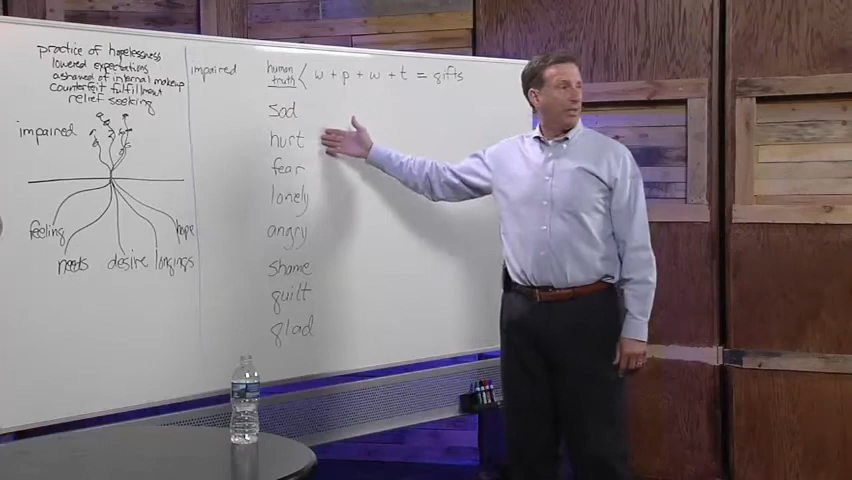 practice of hopelessness
lowered expectations
ashamed of internal makeup
counterfeit fulfillment
relief seeking
impaired
feeling
needs
desire
longings
hope
impaired
human truth < w + p + w + t = gifts
sad
hurt
fear
lonely
angry
shame
guilt
glad